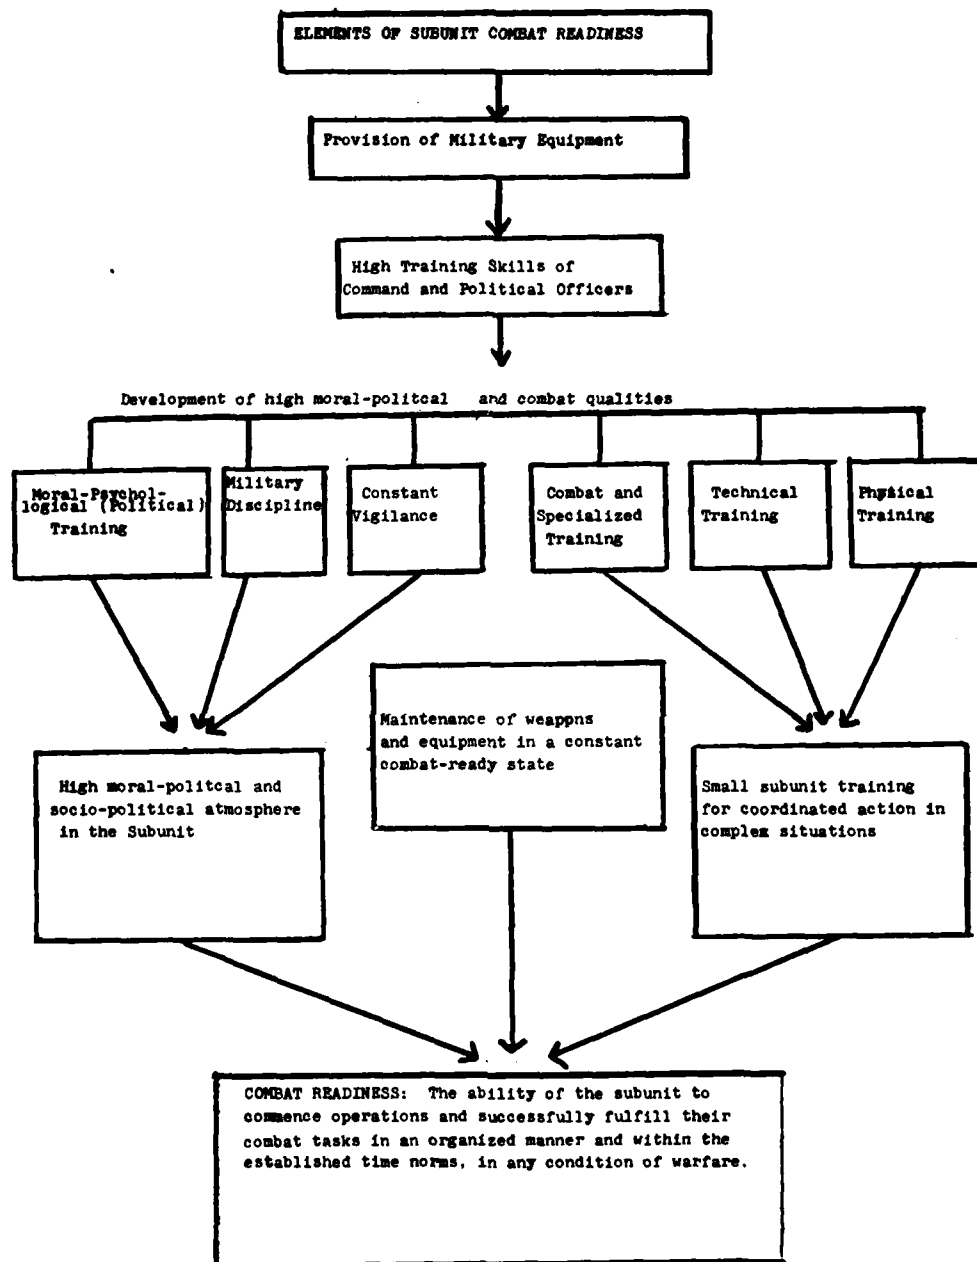 ELEMENTS OF SUBUNIT COMBAT READINESS
Provision of Military Equipment
High Training Skills of
Command and Political Officers
Development of high moral-politcal and combat qualities
Moral-Psychol-
logical (Political)
Training
Military
Discipline
Constant
Vigilance
Combat and
Specialized
Training
Technical
Training
Physical
Training
Maintenance of weappns
and equipment in a constant
combat-ready state
High moral-politcal and
socio-political atmosphere
in the Subunit
Small subunit training
for coordinated action in
complex situations
COMBAT READINESS: The ability of the subunit to
commence operations and successfully fulfill their
combat tasks in an organized manner and within the
established time norms, in any condition of warfare.